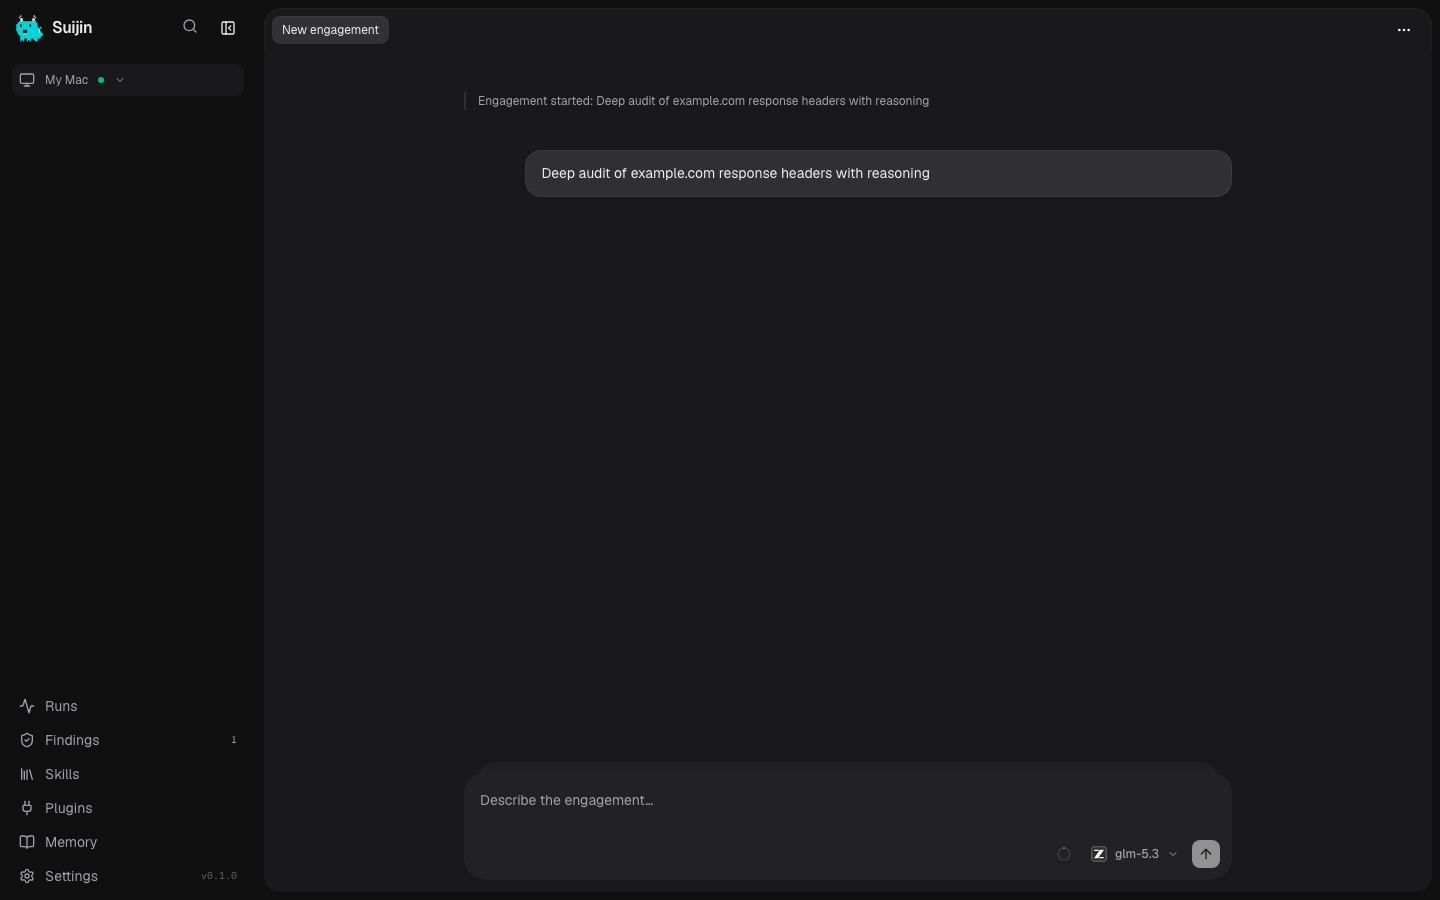 Suijin
New engagement
My Mac
Engagement started: Deep audit of example.com response headers with reasoning
Deep audit of example.com response headers with reasoning
Runs
Findings 1
Skills
Plugins
Memory
Settings v0.1.0
Describe the engagement…
Z glm-5.3